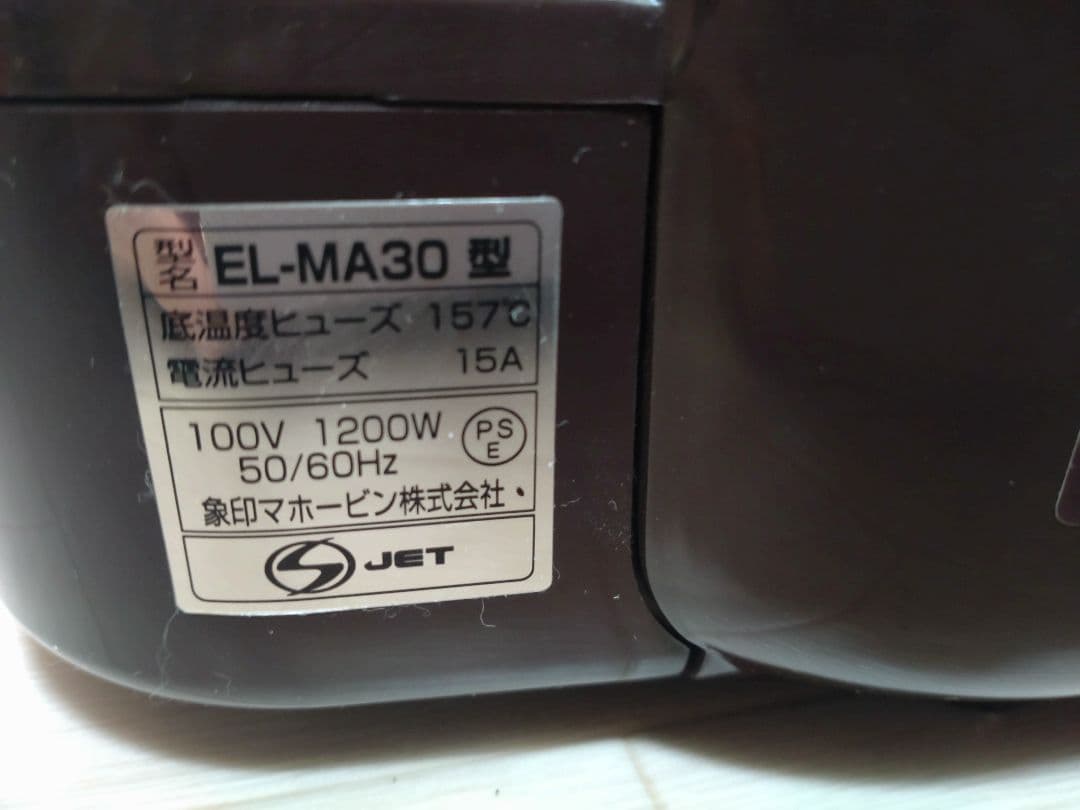 型名 EL-MA30 型
底温度ヒューズ 157℃
電流ヒューズ 15A
100V 1200W
50/60Hz
PSE
象印マホービン株式会社・
JET